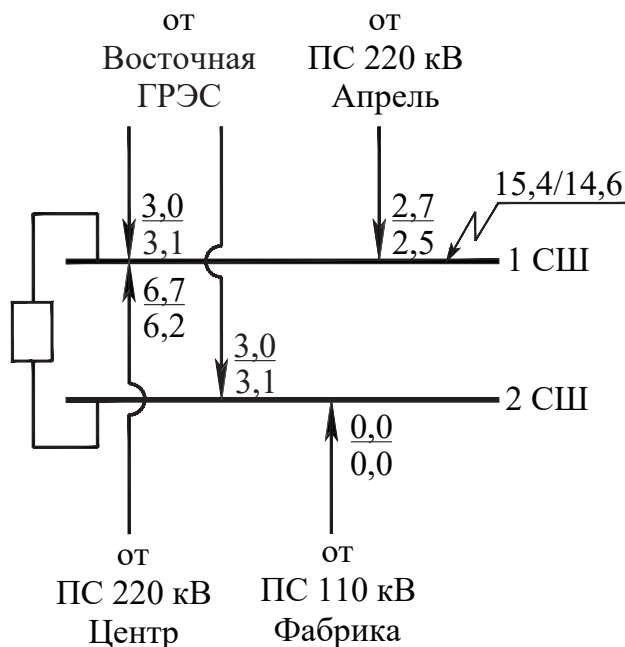 от
Восточная
ГРЭС
от
ПС 220 кВ
Апрель
15,4/14,6
3,0
3,1
2,7
2,5
1 СШ
6,7
6,2
3,0
3,1
2 СШ
0,0
0,0
от
ПС 220 кВ
Центр
от
ПС 110 кВ
Фабрика